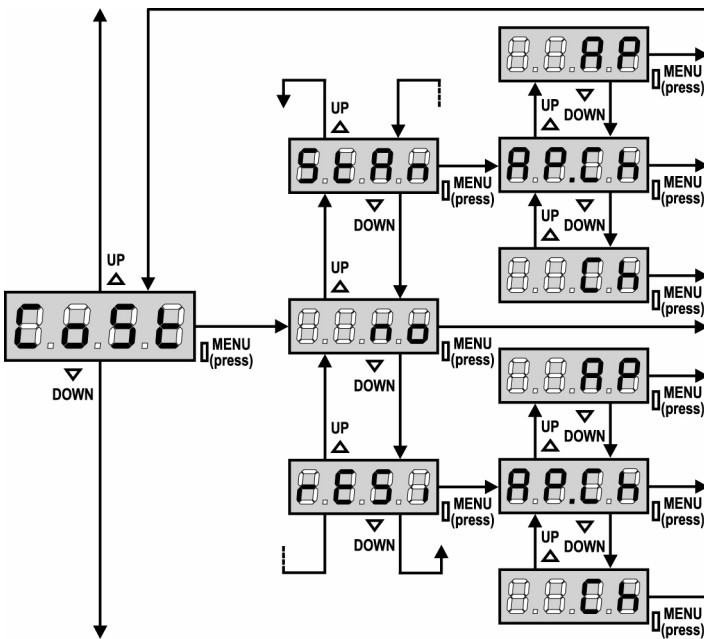 AP
MENU
(press)
DOWN
UP
UP
StAn
MENU
(press)
DOWN
AP.Ch
MENU
(press)
UP
DOWN
UP
Ch
MENU
(press)
UP
CoSt
MENU
(press)
DOWN
no
MENU
(press)
DOWN
UP
AP
MENU
(press)
DOWN
UP
rESi
MENU
(press)
DOWN
AP.Ch
MENU
(press)
UP
DOWN
Ch
MENU
(press)